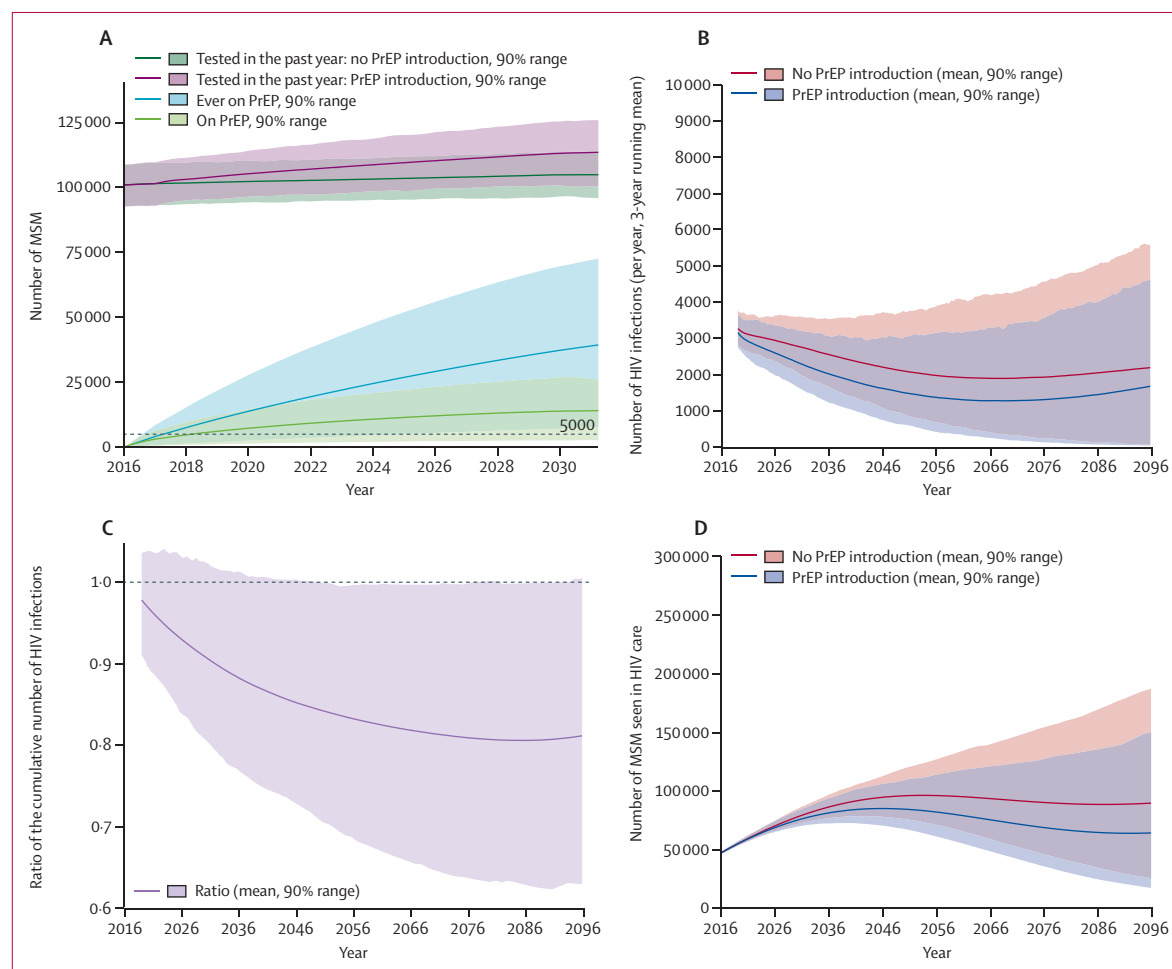 A
Tested in the past year: no PrEP introduction, 90% range
Tested in the past year: PrEP introduction, 90% range
Ever on PrEP, 90% range
On PrEP, 90% range
Number of MSM
125 000
100 000
75 000
50 000
25 000
0
5000
2016 2018 2020 2022 2024 2026 2028 2030
Year
B
No PrEP introduction (mean, 90% range)
PrEP introduction (mean, 90% range)
Number of HIV infections (per year, 3-year running mean)
10 000
9000
8000
7000
6000
5000
4000
3000
2000
1000
0
2016 2026 2036 2046 2056 2066 2076 2086 2096
Year
C
Ratio of the cumulative number of HIV infections
1·0
0·9
0·8
0·7
0·6
Ratio (mean, 90% range)
2016 2026 2036 2046 2056 2066 2076 2086 2096
Year
D
No PrEP introduction (mean, 90% range)
PrEP introduction (mean, 90% range)
Number of MSM seen in HIV care
300 000
250 000
200 000
150 000
100 000
50 000
0
2016 2026 2036 2046 2056 2066 2076 2086 2096
Year